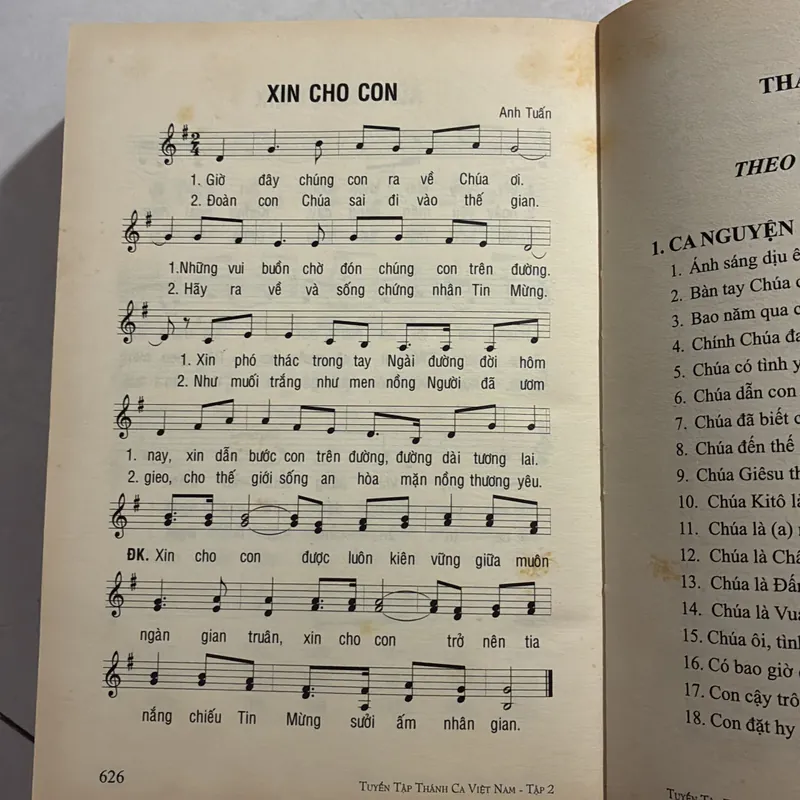 XIN CHO CON
Anh Tuấn
2
4
1. Giờ đây chúng con ra về Chúa ơi.
2. Đoàn con Chúa sai đi vào thế gian.
1.Những vui buồn chờ đón chúng con trên đường.
2. Hãy ra về và sống chứng nhân Tin Mừng.
1. Xin phó thác trong tay Ngài đường đời hôm
2. Như muối trắng như men nồng Người đã ươm
1. nay, xin dẫn bước con trên đường, đường dài tương lai.
2. gieo, cho thế giới sống an hòa mặn nồng thương yêu.
ĐK. Xin cho con được luôn kiên vững giữa muôn
ngàn gian truân, xin cho con trở nên tia
nắng chiếu Tin Mừng sưởi ấm nhân gian.
626
TUYỂN TẬP THÁNH CA VIỆT NAM - TẬP 2
THEO
1. CA NGUYỆN
1. Ánh sáng dịu
2. Bàn tay Chúa
3. Bao năm qua
4. Chính Chúa
5. Chúa có tình
6. Chúa dẫn con
7. Chúa đã biết
8. Chúa đến thế
9. Chúa Giêsu
10. Chúa Kitô
11. Chúa là (a)
12. Chúa là
13. Chúa là Đấn
14. Chúa là Vua
15. Chúa ôi, tình
16. Có bao giờ
17. Con cậy
18. Con đặt hy